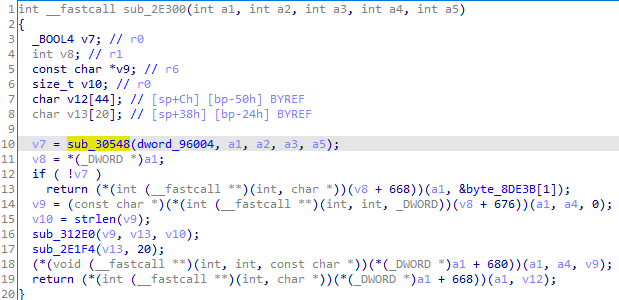 1 int __fastcall sub_2E300(int a1, int a2, int a3, int a4, int a5)
2 {
3 _BOOL4 v7; // r0
4 int v8; // r1
5 const char *v9; // r6
6 size_t v10; // r0
7 char v12[44]; // [sp+Ch] [bp-50h] BYREF
8 char v13[20]; // [sp+38h] [bp-24h] BYREF
9
10 v7 = sub_30548(dword_96004, a1, a2, a3, a5);
11 v8 = *(_DWORD *)a1;
12 if ( !v7 )
13 return (*(int (__fastcall **)(int, char *))(v8 + 668))(a1, &byte_8DE3B[1]);
14 v9 = (const char *)(*(int (__fastcall **)(int, int, _DWORD))(v8 + 676))(a1, a4, 0);
15 v10 = strlen(v9);
16 sub_312E0(v9, v13, v10);
17 sub_2E1F4(v13, 20);
18 (*(void (__fastcall **)(int, int, const char *))(*(_DWORD *)a1 + 680))(a1, a4, v9);
19 return (*(int (__fastcall **)(int, char *))(*(_DWORD *)a1 + 668))(a1, v12);
20 }